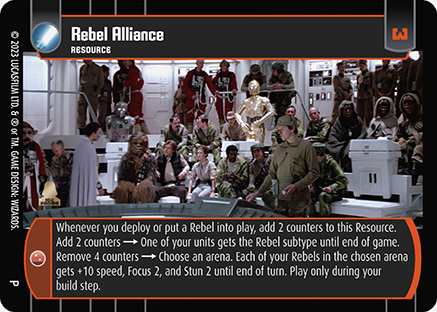 Rebel Alliance
RESOURCE
© 2023 LUCASFILM LTD. & ® or TM. GAME DESIGN: WIZARDS.
Whenever you deploy or put a Rebel into play, add 2 counters to this Resource.
Add 2 counters → One of your units gets the Rebel subtype until end of game.
Remove 4 counters → Choose an arena. Each of your Rebels in the chosen arena
gets +10 speed, Focus 2, and Stun 2 until end of turn. Play only during your
build step.
P